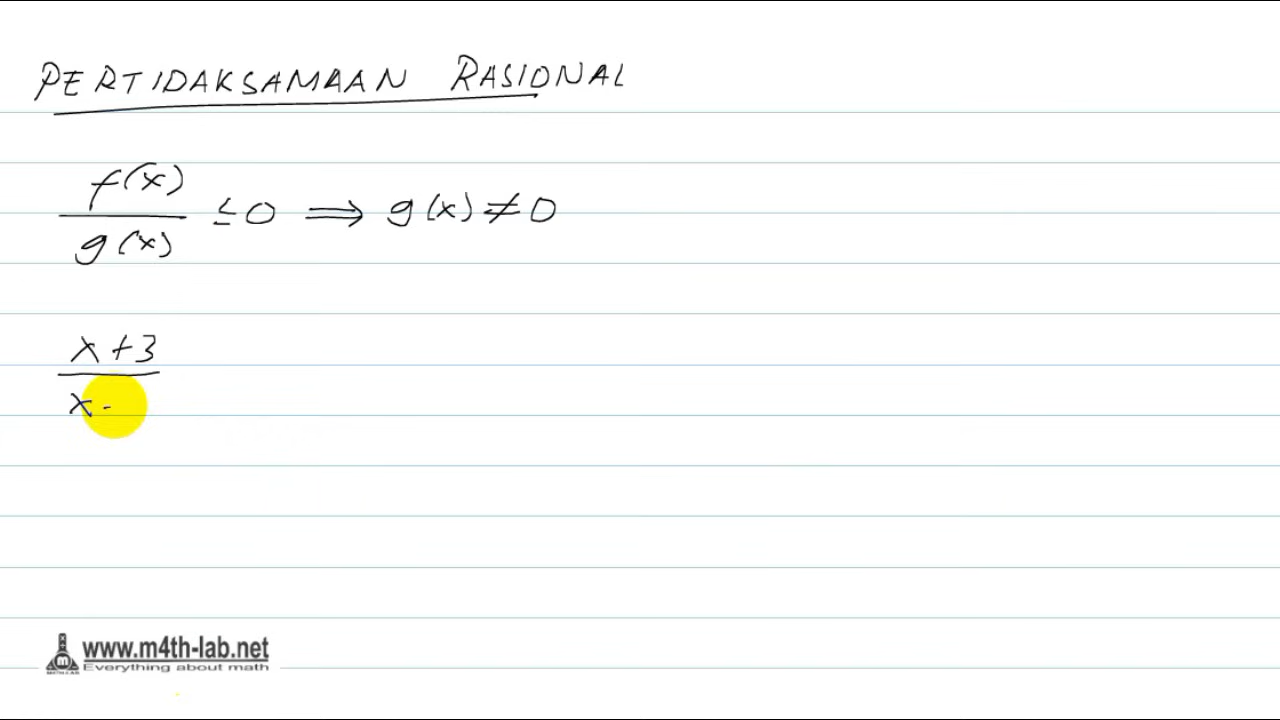 PERTIDAKSAMAAN RASIONAL
f(x)
g(x) ≤ 0 ⟹ g(x) ≠ 0
x + 3
x -
www.m4th-lab.net
Everything about math